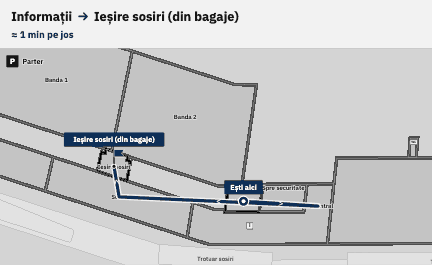 Informații → Ieșire sosiri (din bagaje)
≈ 1 min pe jos
P Parter
Banda 1
Banda 2
Ieșire sosiri (din bagaje)
Ești aici
spre securitate
Trotuar sosiri